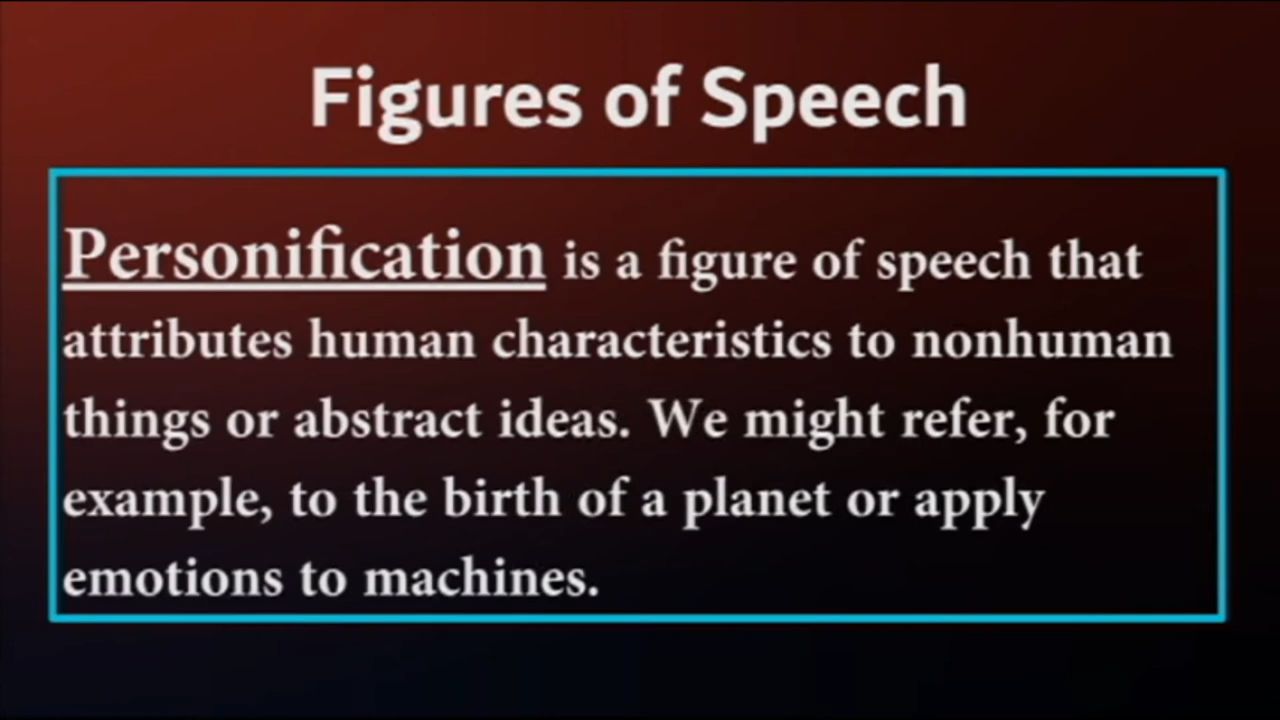 Figures of Speech
Personification is a figure of speech that
attributes human characteristics to nonhuman
things or abstract ideas. We might refer, for
example, to the birth of a planet or apply
emotions to machines.